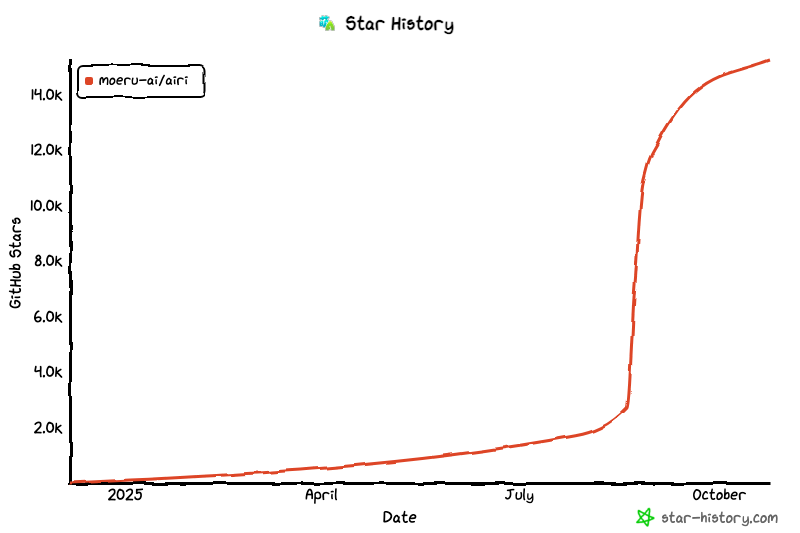 Star History
moeru-ai/airi
14.0k
12.0k
10.0k
8.0k
6.0k
4.0k
2.0k
GitHub Stars
2025 April July October
Date
star-history.com